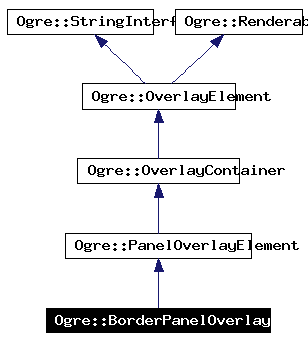 Ogre::StringInterf
Ogre::Renderab
Ogre::OverlayElement
Ogre::OverlayContainer
Ogre::PanelOverlayElement
Ogre::BorderPanelOverlay